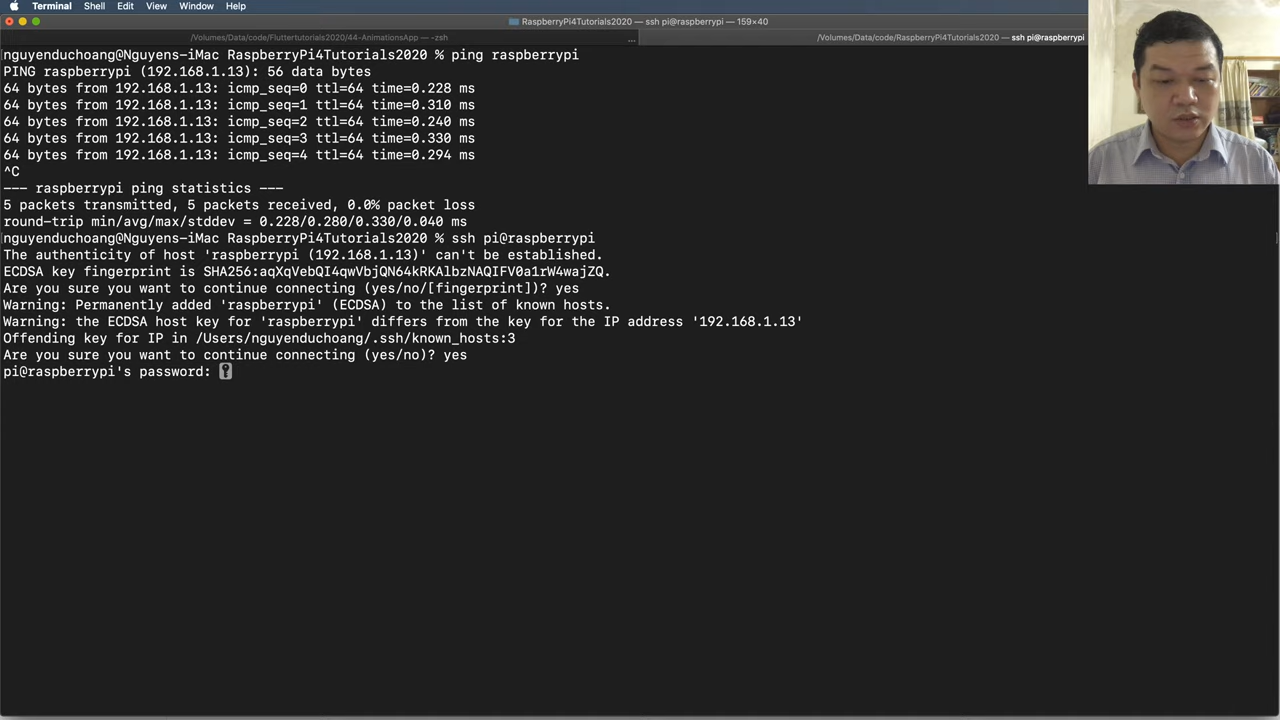 Terminal Shell Edit View Window Help
RaspberryPi4Tutorials2020 — ssh pi@raspberrypi — 159×40
/Volumes/Data/code/Fluttertutorials2020/44-AnimationsApp — -zsh ... /Volumes/Data/code/RaspberryPi4Tutorials2020 — ssh pi@raspberrypi
nguyenduchoang@Nguyens-iMac RaspberryPi4Tutorials2020 % ping raspberrypi
PING raspberrypi (192.168.1.13): 56 data bytes
64 bytes from 192.168.1.13: icmp_seq=0 ttl=64 time=0.228 ms
64 bytes from 192.168.1.13: icmp_seq=1 ttl=64 time=0.310 ms
64 bytes from 192.168.1.13: icmp_seq=2 ttl=64 time=0.240 ms
64 bytes from 192.168.1.13: icmp_seq=3 ttl=64 time=0.330 ms
64 bytes from 192.168.1.13: icmp_seq=4 ttl=64 time=0.294 ms
^C
--- raspberrypi ping statistics ---
5 packets transmitted, 5 packets received, 0.0% packet loss
round-trip min/avg/max/stddev = 0.228/0.280/0.330/0.040 ms
nguyenduchoang@Nguyens-iMac RaspberryPi4Tutorials2020 % ssh pi@raspberrypi
The authenticity of host 'raspberrypi (192.168.1.13)' can't be established.
ECDSA key fingerprint is SHA256:aqXqVebQI4qwVbjQN64kRKAlbzNAQIFV0a1rW4wajZQ.
Are you sure you want to continue connecting (yes/no/[fingerprint])? yes
Warning: Permanently added 'raspberrypi' (ECDSA) to the list of known hosts.
Warning: the ECDSA host key for 'raspberrypi' differs from the key for the IP address '192.168.1.13'
Offending key for IP in /Users/nguyenduchoang/.ssh/known_hosts:3
Are you sure you want to continue connecting (yes/no)? yes
pi@raspberrypi's password: